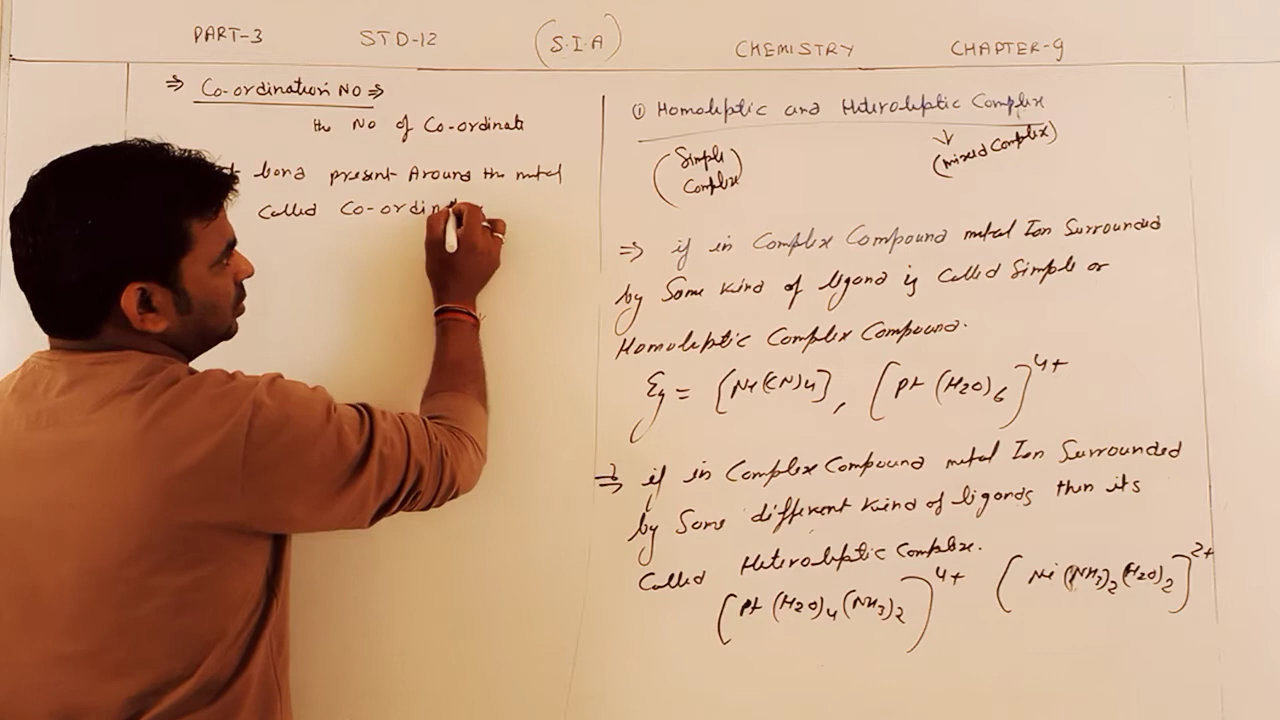 PART-3 STD-12 (S.I.A) CHEMISTRY CHAPTER-9
⇒ Co-ordination No ⇒
the No of Co-ordinate
bond present Around the metal
called Co-ordin
① Homoleptic and Heteroleptic Complex
(Simple Complex) ↓ (mixed Complex)
⇒ if in Complex Compound metal Ion Surrounded
by Same kind of ligand is called Simple or
Homoleptic Complex Compound.
Eg = [Ni(CN)4], [Pt (H2O)6]4+
⇒ if in Complex Compound metal Ion Surrounded
by Some different kind of ligands then its
Called Heteroleptic Complex.
[Pt (H2O)4(NH3)2]4+ [Ni(NH3)2(H2O)2]2+